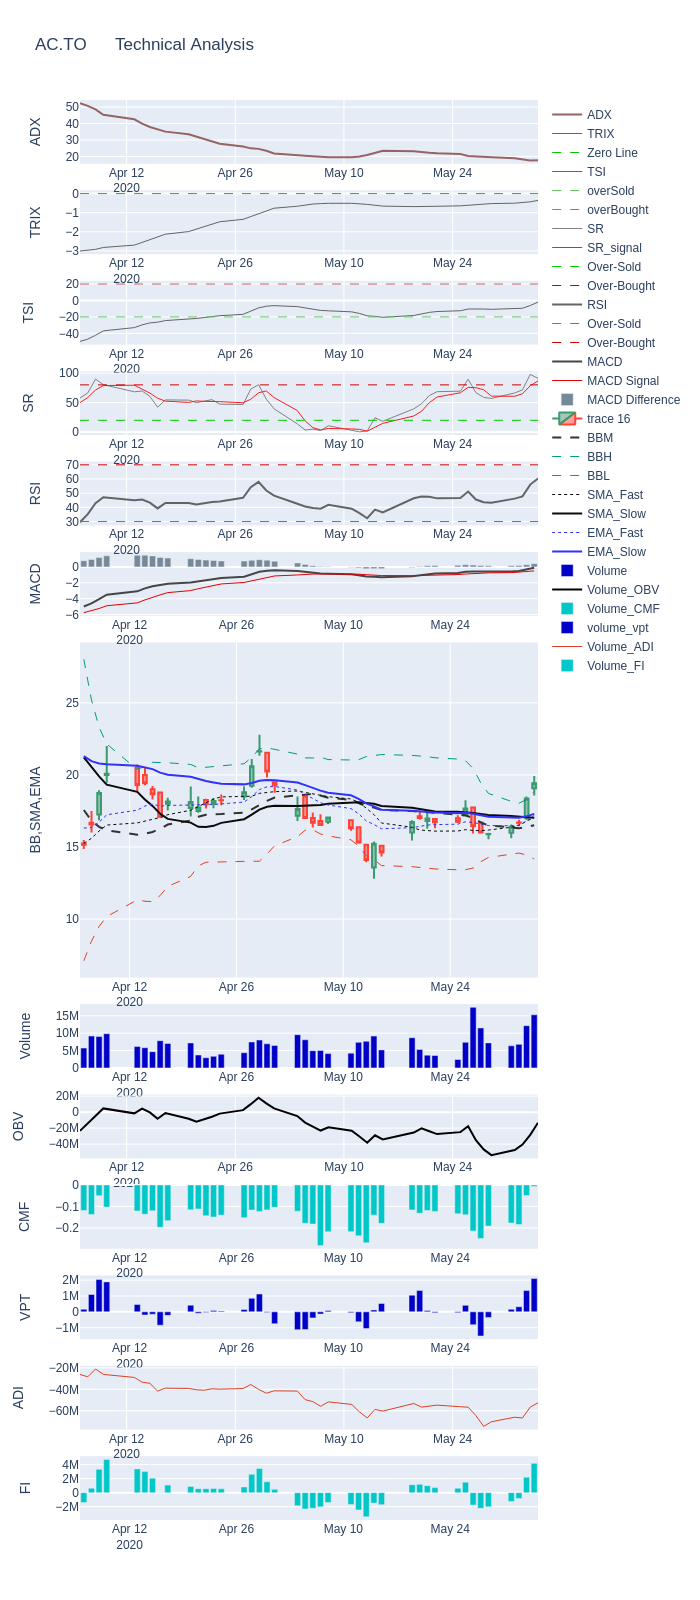 AC.TO Technical Analysis
ADX
50
40
30
20
Apr 12
2020
Apr 26
May 10
May 24
TRIX
0
−1
−2
−3
Apr 12
2020
Apr 26
May 10
May 24
TSI
20
0
−20
−40
Apr 12
2020
Apr 26
May 10
May 24
SR
100
50
0
Apr 12
2020
Apr 26
May 10
May 24
RSI
70
60
50
40
30
Apr 12
2020
Apr 26
May 10
May 24
MACD
0
−2
−4
−6
Apr 12
2020
Apr 26
May 10
May 24
BB,SMA,EMA
25
20
15
10
Apr 12
2020
Apr 26
May 10
May 24
Volume
15M
10M
5M
0
Apr 12
2020
Apr 26
May 10
May 24
OBV
20M
0
−20M
−40M
Apr 12
2020
Apr 26
May 10
May 24
CMF
0
−0.1
−0.2
Apr 12
2020
Apr 26
May 10
May 24
VPT
2M
1M
0
−1M
Apr 12
2020
Apr 26
May 10
May 24
ADI
−20M
−40M
−60M
Apr 12
2020
Apr 26
May 10
May 24
FI
4M
2M
0
−2M
Apr 12
2020
Apr 26
May 10
May 24
ADX
TRIX
Zero Line
TSI
overSold
overBought
SR
SR_signal
Over-Sold
Over-Bought
RSI
Over-Sold
Over-Bought
MACD
MACD Signal
MACD Difference
trace 16
BBM
BBH
BBL
SMA_Fast
SMA_Slow
EMA_Fast
EMA_Slow
Volume
Volume_OBV
Volume_CMF
volume_vpt
Volume_ADI
Volume_FI